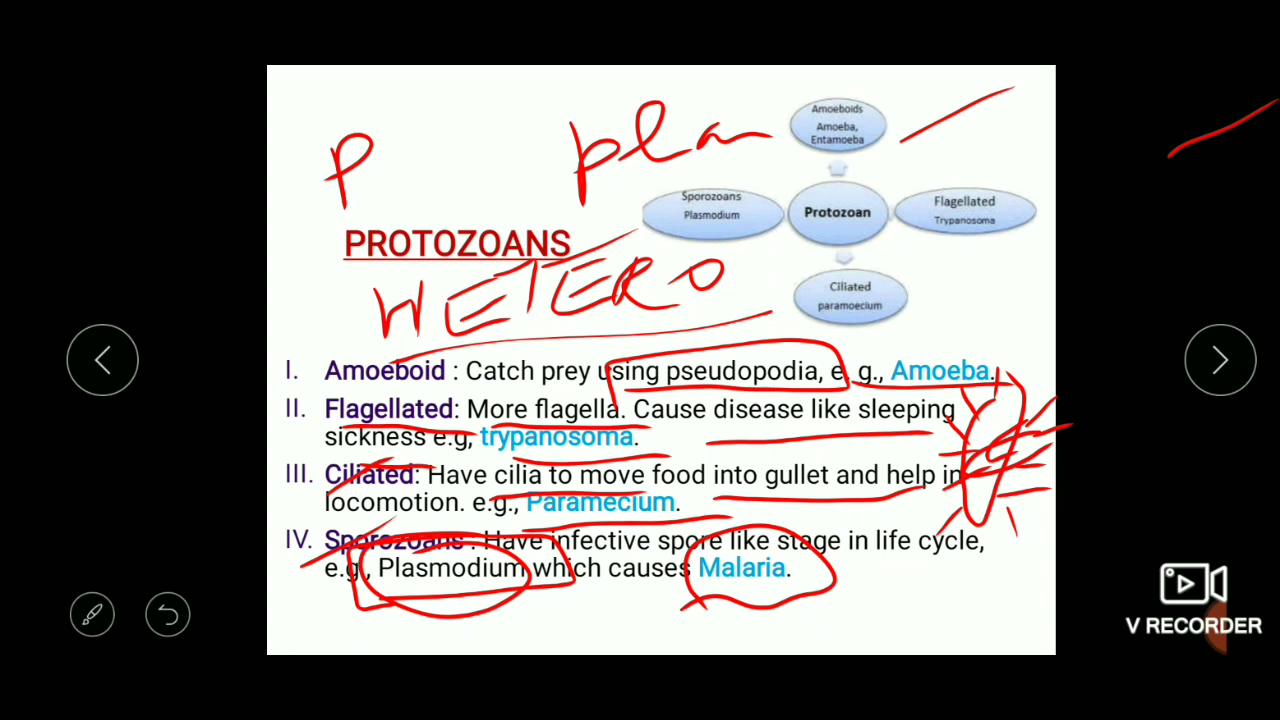 P
pla
Amoeboids
Amoeba,
Entamoeba
Sporozoans
Plasmodium
Protozoan
Flagellated
Trypanosoma
PROTOZOANS
HETERO
Ciliated
paramoecium
I. Amoeboid : Catch prey using pseudopodia, e. g., Amoeba.
II. Flagellated: More flagella. Cause disease like sleeping
sickness e.g, trypanosoma.
III. Ciliated: Have cilia to move food into gullet and help in
locomotion. e.g., Paramecium.
IV. Sporozoans : Have infective spore like stage in life cycle,
e.g., Plasmodium which causes Malaria.
V RECORDER